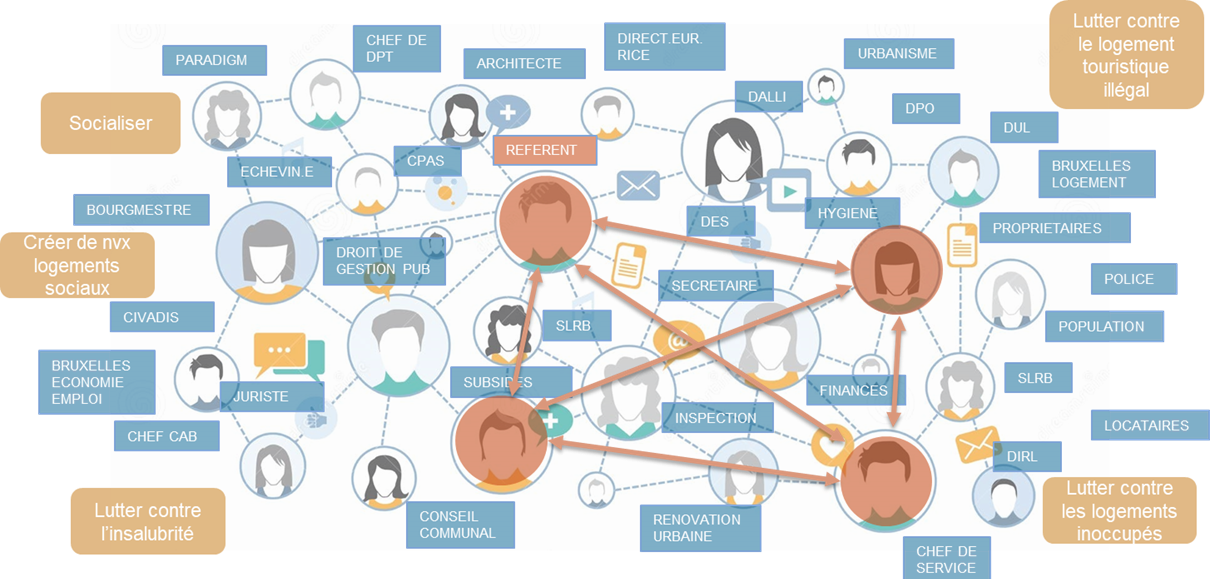 Lutter contre
le logement
touristique
illégal
CHEF DE
DPT
DIRECT.EUR.
RICE
URBANISME
PARADIGM
ARCHITECTE
DALLI
DPO
Socialiser
DUL
REFERENT
ECHEVIN.E
CPAS
BRUXELLES
LOGEMENT
BOURGMESTRE
DES
HYGIENE
PROPRIETAIRES
Créer de nvx
logements
sociaux
DROIT DE
GESTION PUB
SECRETAIRE
POLICE
CIVADIS
SLRB
POPULATION
@
BRUXELLES
ECONOMIE
EMPLOI
JURISTE
SUBSIDES
FINANCES
SLRB
CHEF CAB
INSPECTION
LOCATAIRES
DIRL
Lutter contre
l'insalubrité
CONSEIL
COMMUNAL
RENOVATION
URBAINE
Lutter contre
les logements
inoccupés
CHEF DE
SERVICE